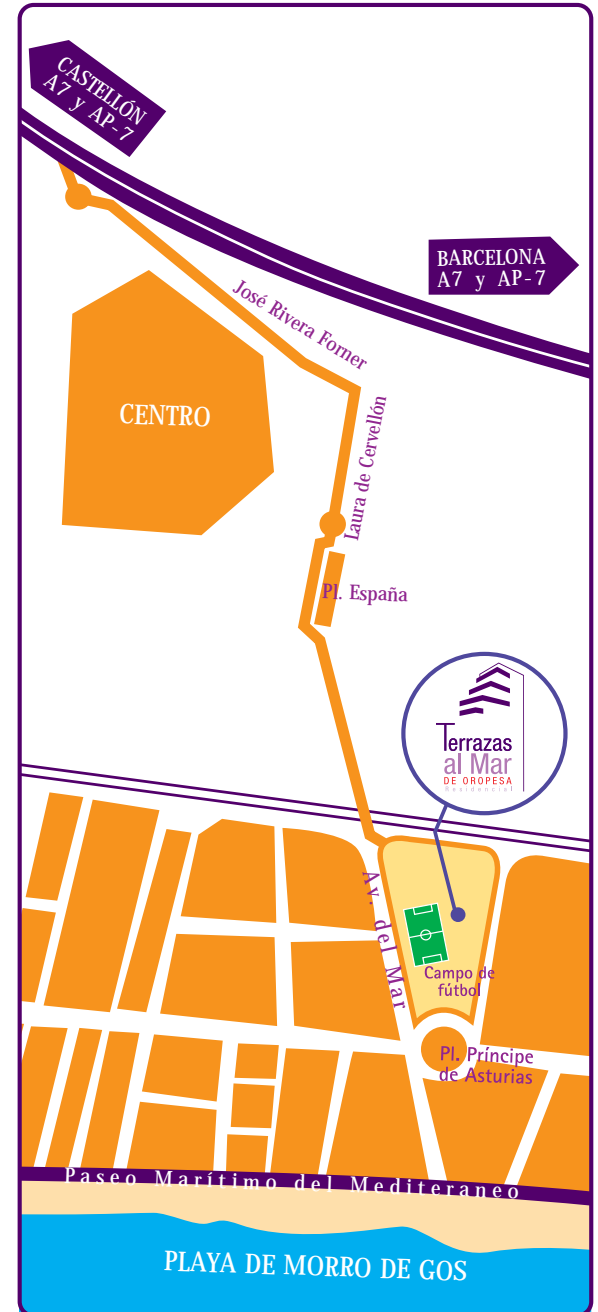 CASTELLÓN
A7 y AP-7
BARCELONA
A7 y AP-7
José Rivera Forner
CENTRO
Laura de Cervellón
Pl. España
Terrazas
al Mar
DE OROPESA
Residencial
Av. del Mar
Campo de
fútbol
Pl. Príncipe
de Asturias
Paseo Marítimo del Mediteraneo
PLAYA DE MORRO DE GOS